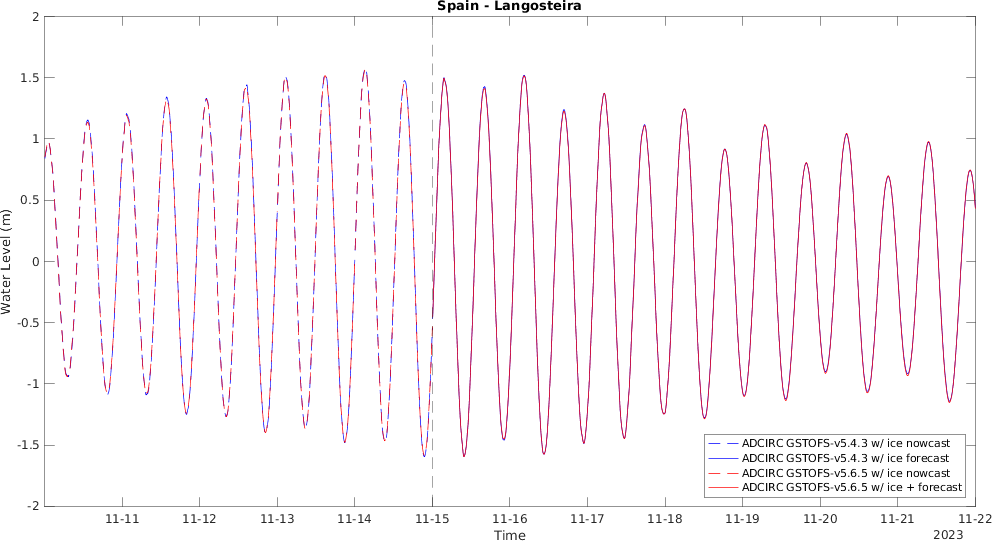 Spain - Langosteira
2
1.5
1
0.5
0
-0.5
-1
-1.5
-2
Water Level (m)
ADCIRC GSTOFS-v5.4.3 w/ ice nowcast
ADCIRC GSTOFS-v5.4.3 w/ ice forecast
ADCIRC GSTOFS-v5.6.5 w/ ice nowcast
ADCIRC GSTOFS-v5.6.5 w/ ice + forecast
11-11 11-12 11-13 11-14 11-15 11-16 11-17 11-18 11-19 11-20 11-21 11-22
Time
2023